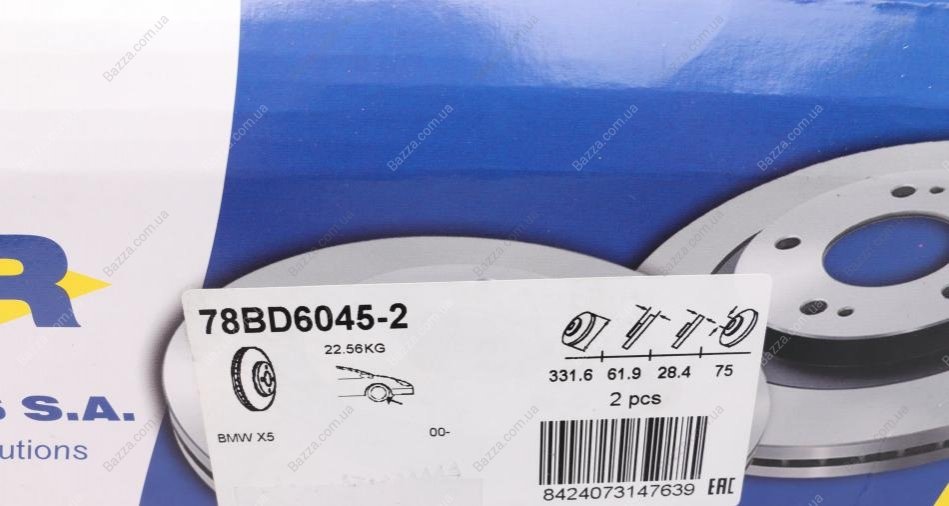 R
S.A.
utions
78BD6045-2
22.56KG
331.6 61.9 28.4 75
2 pcs
BMW X5 00-
8424073147639 EAC
Bazza.com.ua